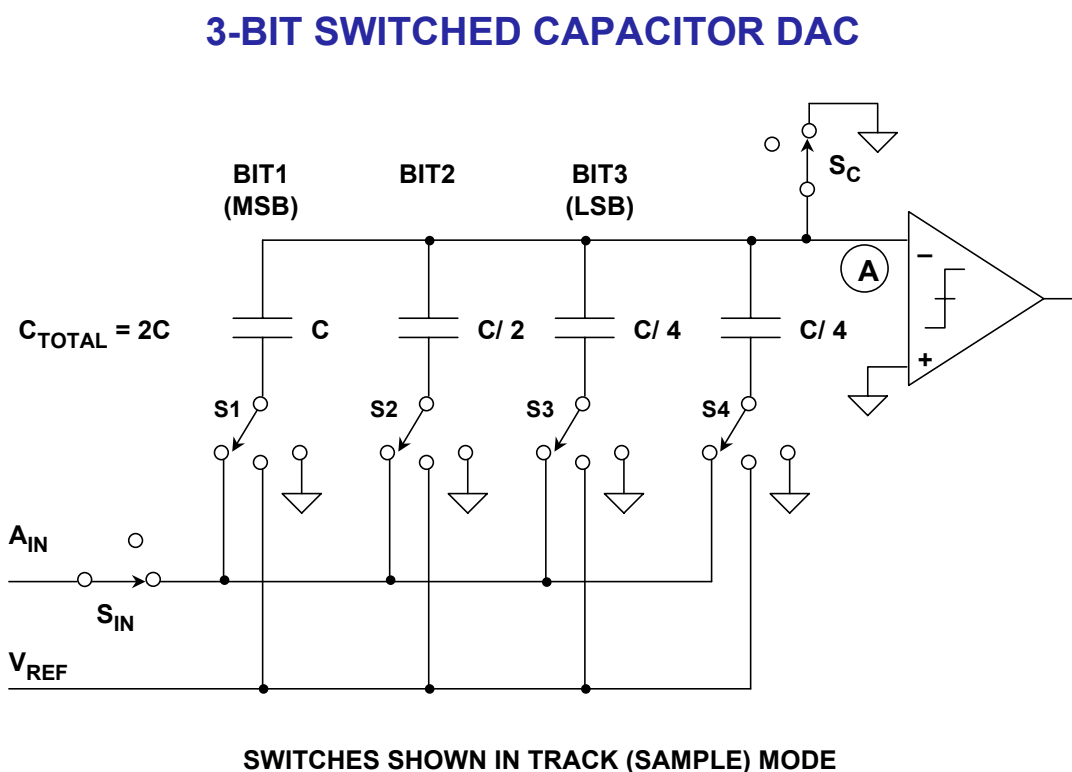 3-BIT SWITCHED CAPACITOR DAC
BIT1
(MSB)
BIT2
BIT3
(LSB)
SC
A
–
+
CTOTAL = 2C
C
C/ 2
C/ 4
C/ 4
S1
S2
S3
S4
AIN
SIN
VREF
SWITCHES SHOWN IN TRACK (SAMPLE) MODE